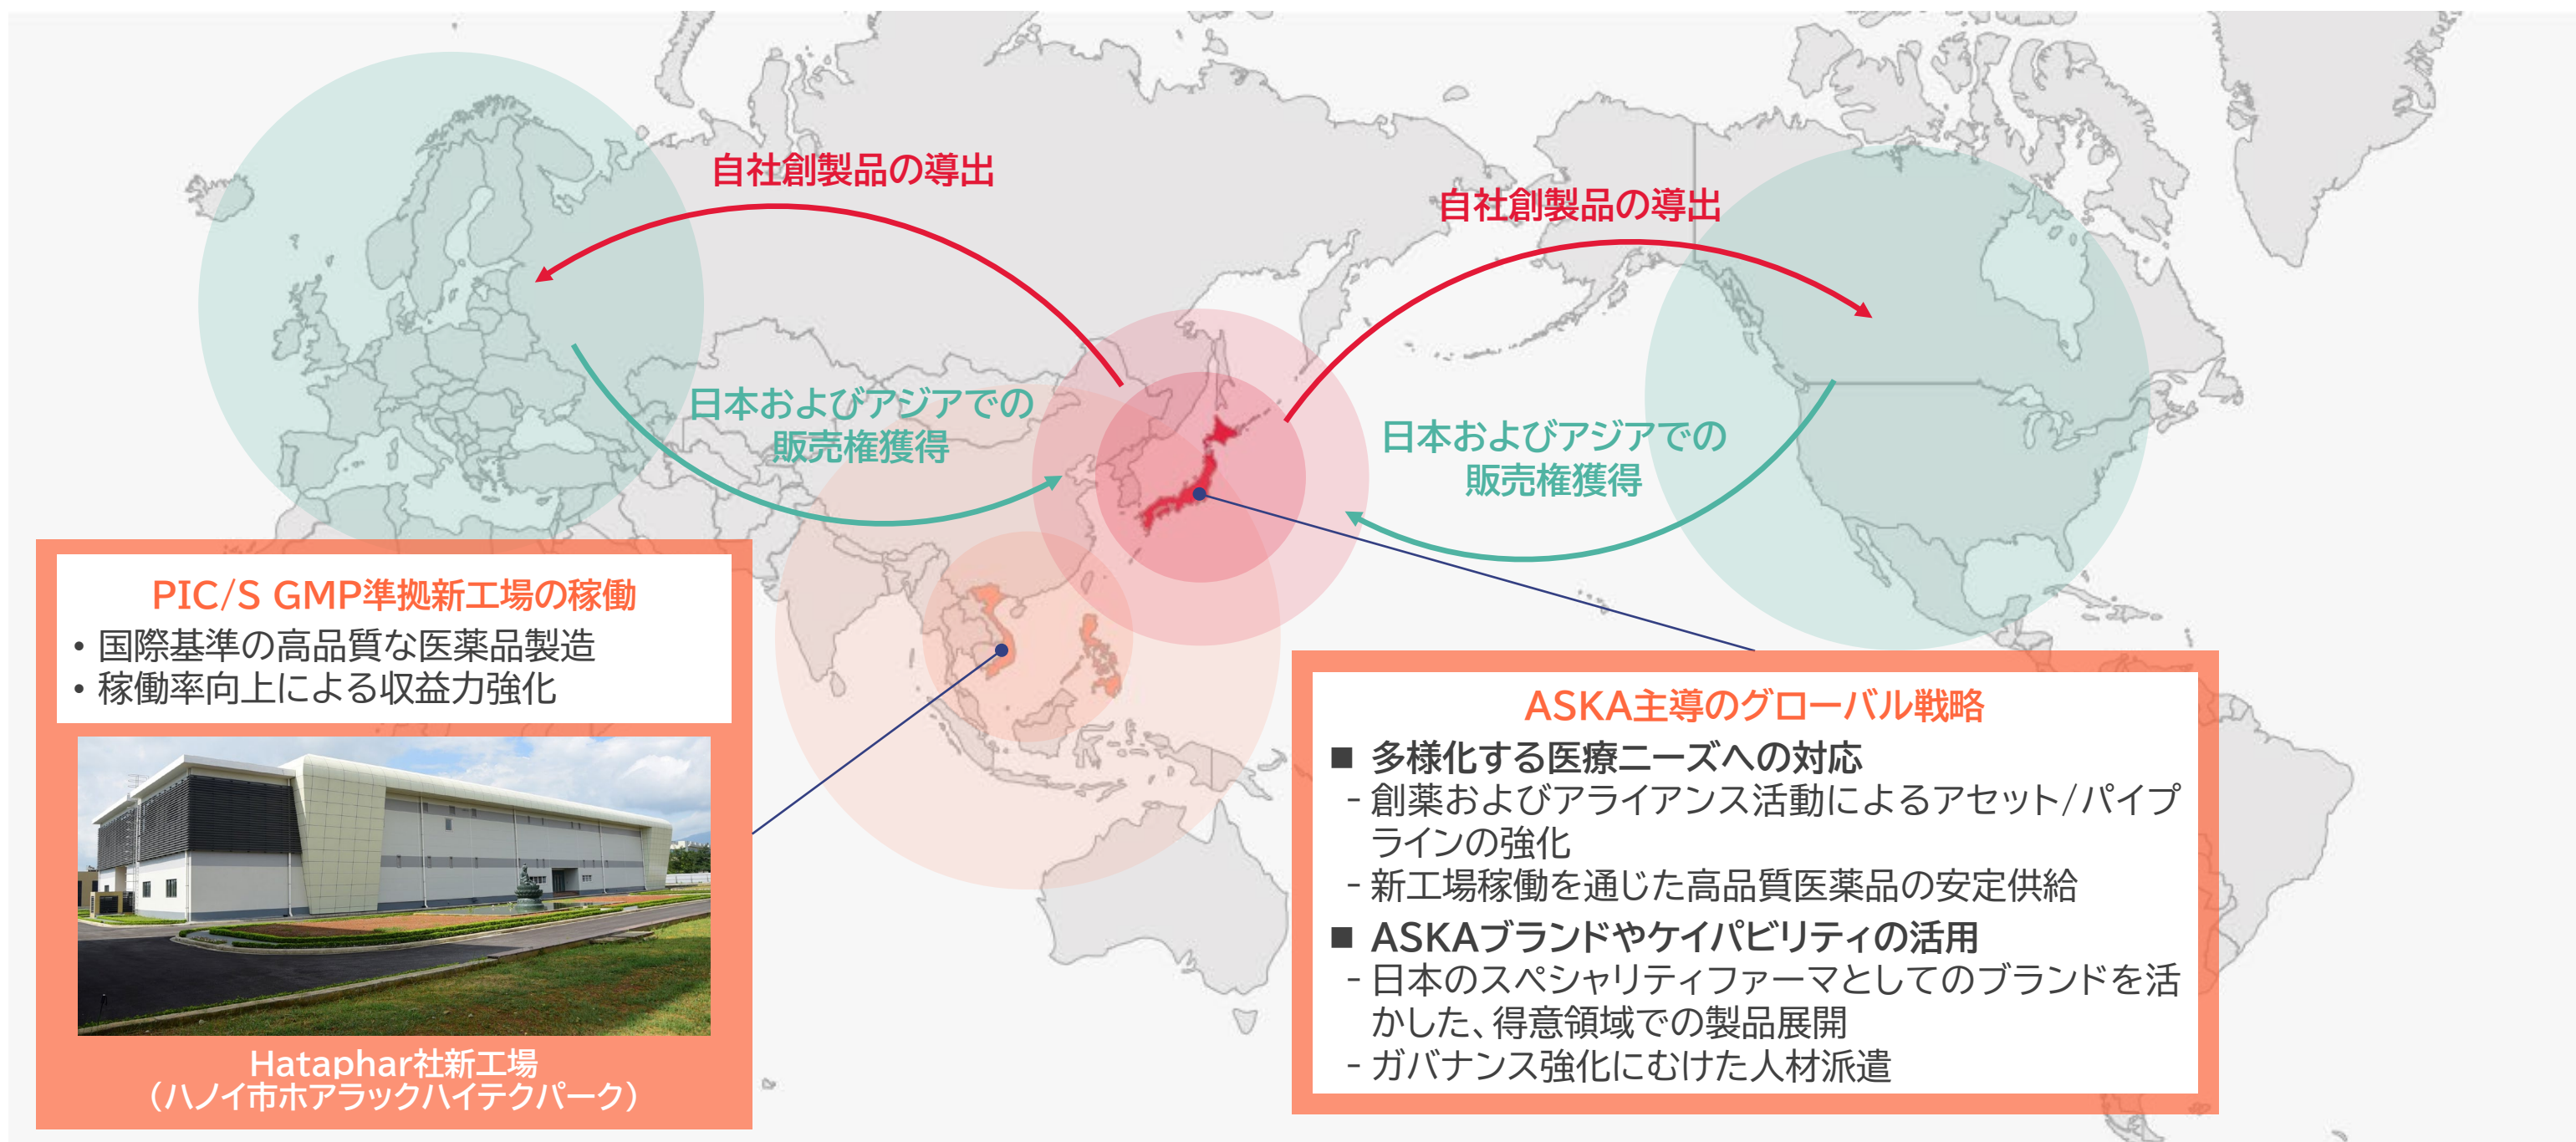 自社創製品の導出
自社創製品の導出
日本およびアジアでの
販売権獲得
日本およびアジアでの
販売権獲得
PIC/S GMP準拠新工場の稼働
• 国際基準の高品質な医薬品製造
• 稼働率向上による収益力強化
Hataphar社新工場
（ハノイ市ホアラックハイテクパーク）
ASKA主導のグローバル戦略
■ 多様化する医療ニーズへの対応
- 創薬およびアライアンス活動によるアセット/パイプ
ラインの強化
- 新工場稼働を通じた高品質医薬品の安定供給
■ ASKAブランドやケイパビリティの活用
- 日本のスペシャリティファーマとしてのブランドを活
かした、得意領域での製品展開
- ガバナンス強化にむけた人材派遣